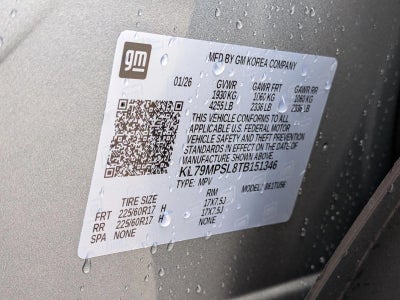 gm
MFD BY GM KOREA COMPANY
01/26 GVWR GAWR FRT GAWR RR
1930 KG 1060 KG 1060 KG
4255 LB 2336 LB 2336 LB
THIS VEHICLE CONFORMS TO ALL
APPLICABLE U.S. FEDERAL MOTOR
VEHICLE SAFETY AND THEFT PREVENTION
STANDARDS IN EFFECT ON THE DATE OF
MANUFACTURE SHOWN ABOVE.
KL79MPSL8TB151346
TYPE: MPV MODEL:
TIRE SIZE RIM
FRT 225/60R17 H 17X7.5J
RR 225/60R17 H 17X7.5J
SPA NONE NONE